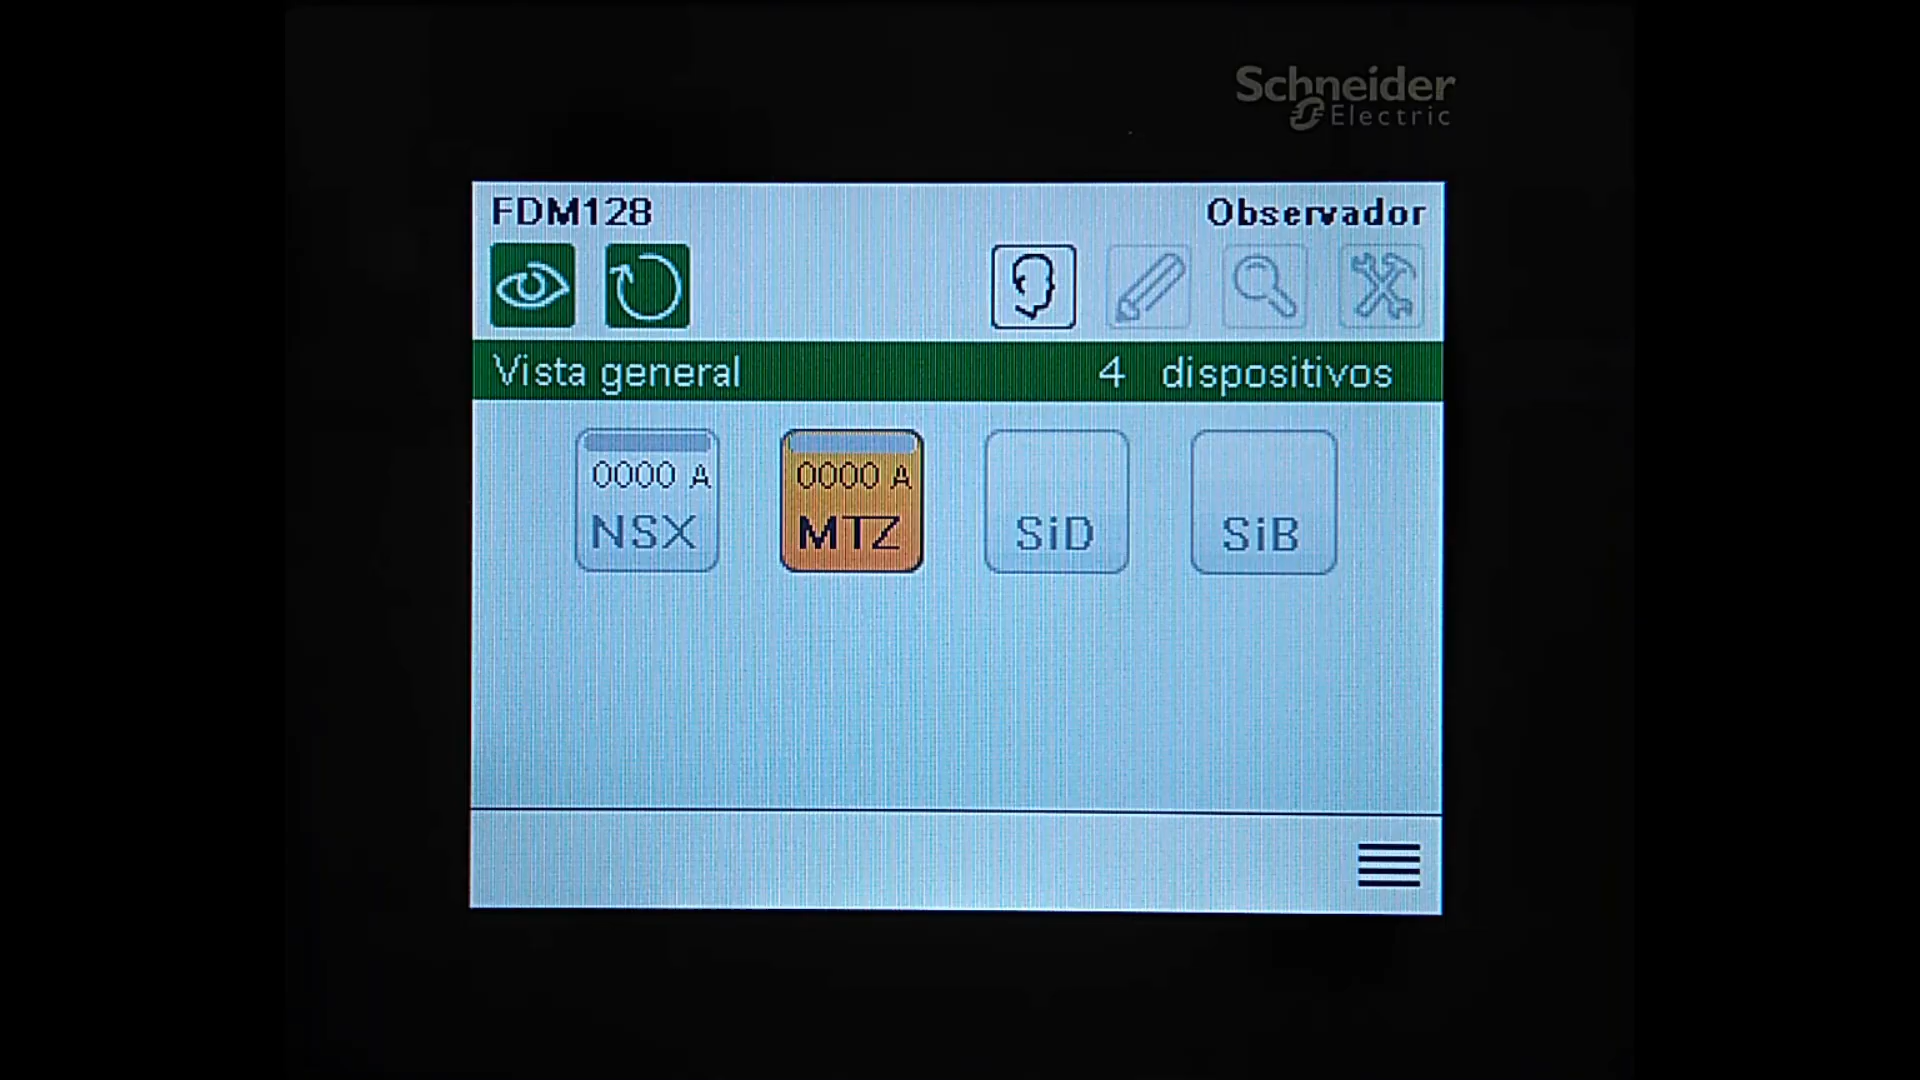 Schneider
Electric
FDM128 Observador
Vista general 4 dispositivos
0000 A 0000 A
NSX MTZ SiD SiB